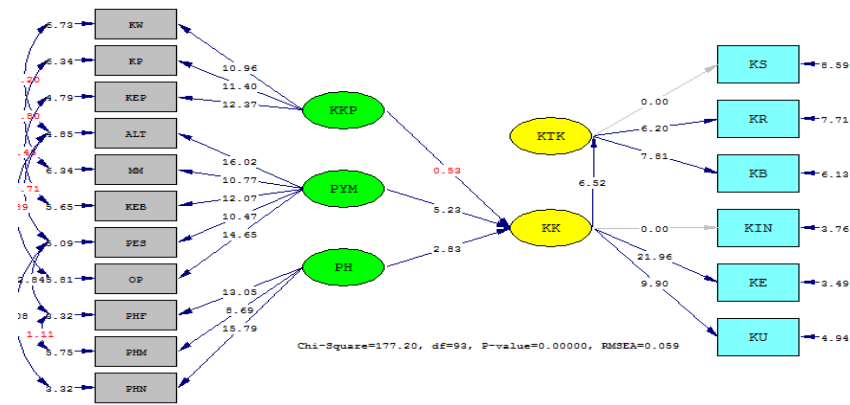 6.73 KW
6.34 KP
4.79 KEP
4.85 ALT
6.34 MM
5.65 KEB
5.09 PES
5.81 OP
3.32 PHF
5.75 PHM
3.32 PHN
.20
.80
.71
1.11
10.96
11.40
12.37
16.02
10.77
12.07
10.47
14.65
13.05
8.69
15.79
KKP
PYM
PH
0.53
5.23
2.83
KTK
KK
6.52
0.00
6.20
7.81
0.00
21.96
9.90
KS 8.59
KR 7.71
KB 6.13
KIN 3.76
KE 3.49
KU 4.94
Chi-Square=177.20, df=93, P-value=0.00000, RMSEA=0.059